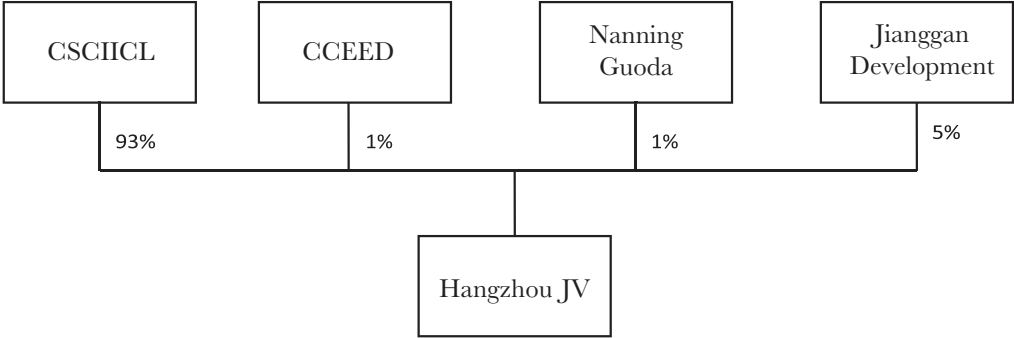 CSCIICL
CCEED
Nanning
Guoda
Jianggan
Development
93%
1%
1%
5%
Hangzhou JV